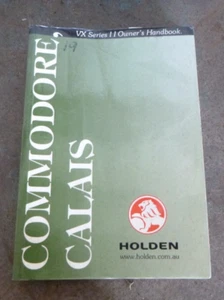 VX Series II Owner's Handbook
COMMODORE,
CALAIS
HOLDEN
www.holden.com.au